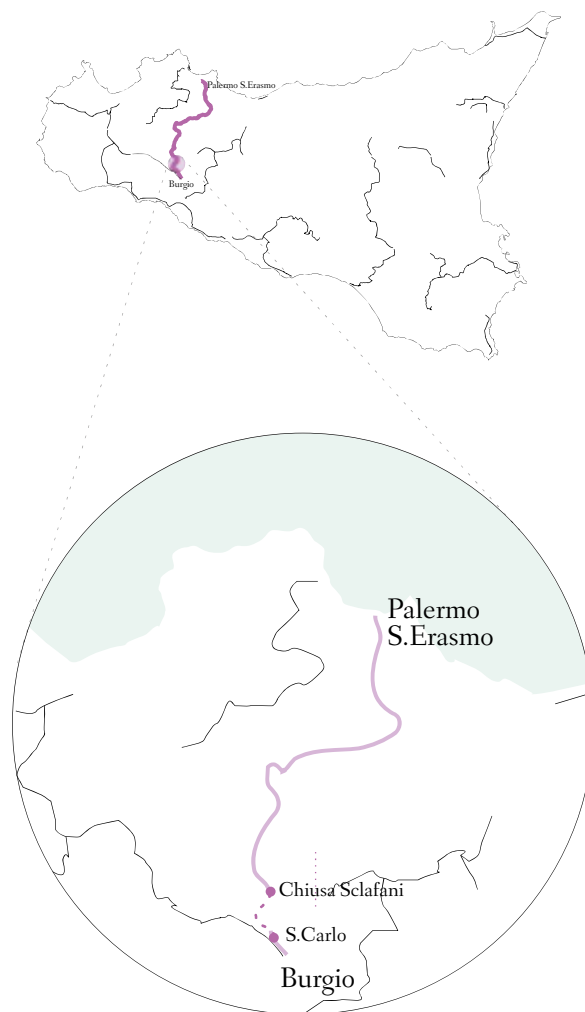 Palermo S.Erasmo
Burgio
Palermo
S.Erasmo
Chiusa Sclafani
S.Carlo
Burgio